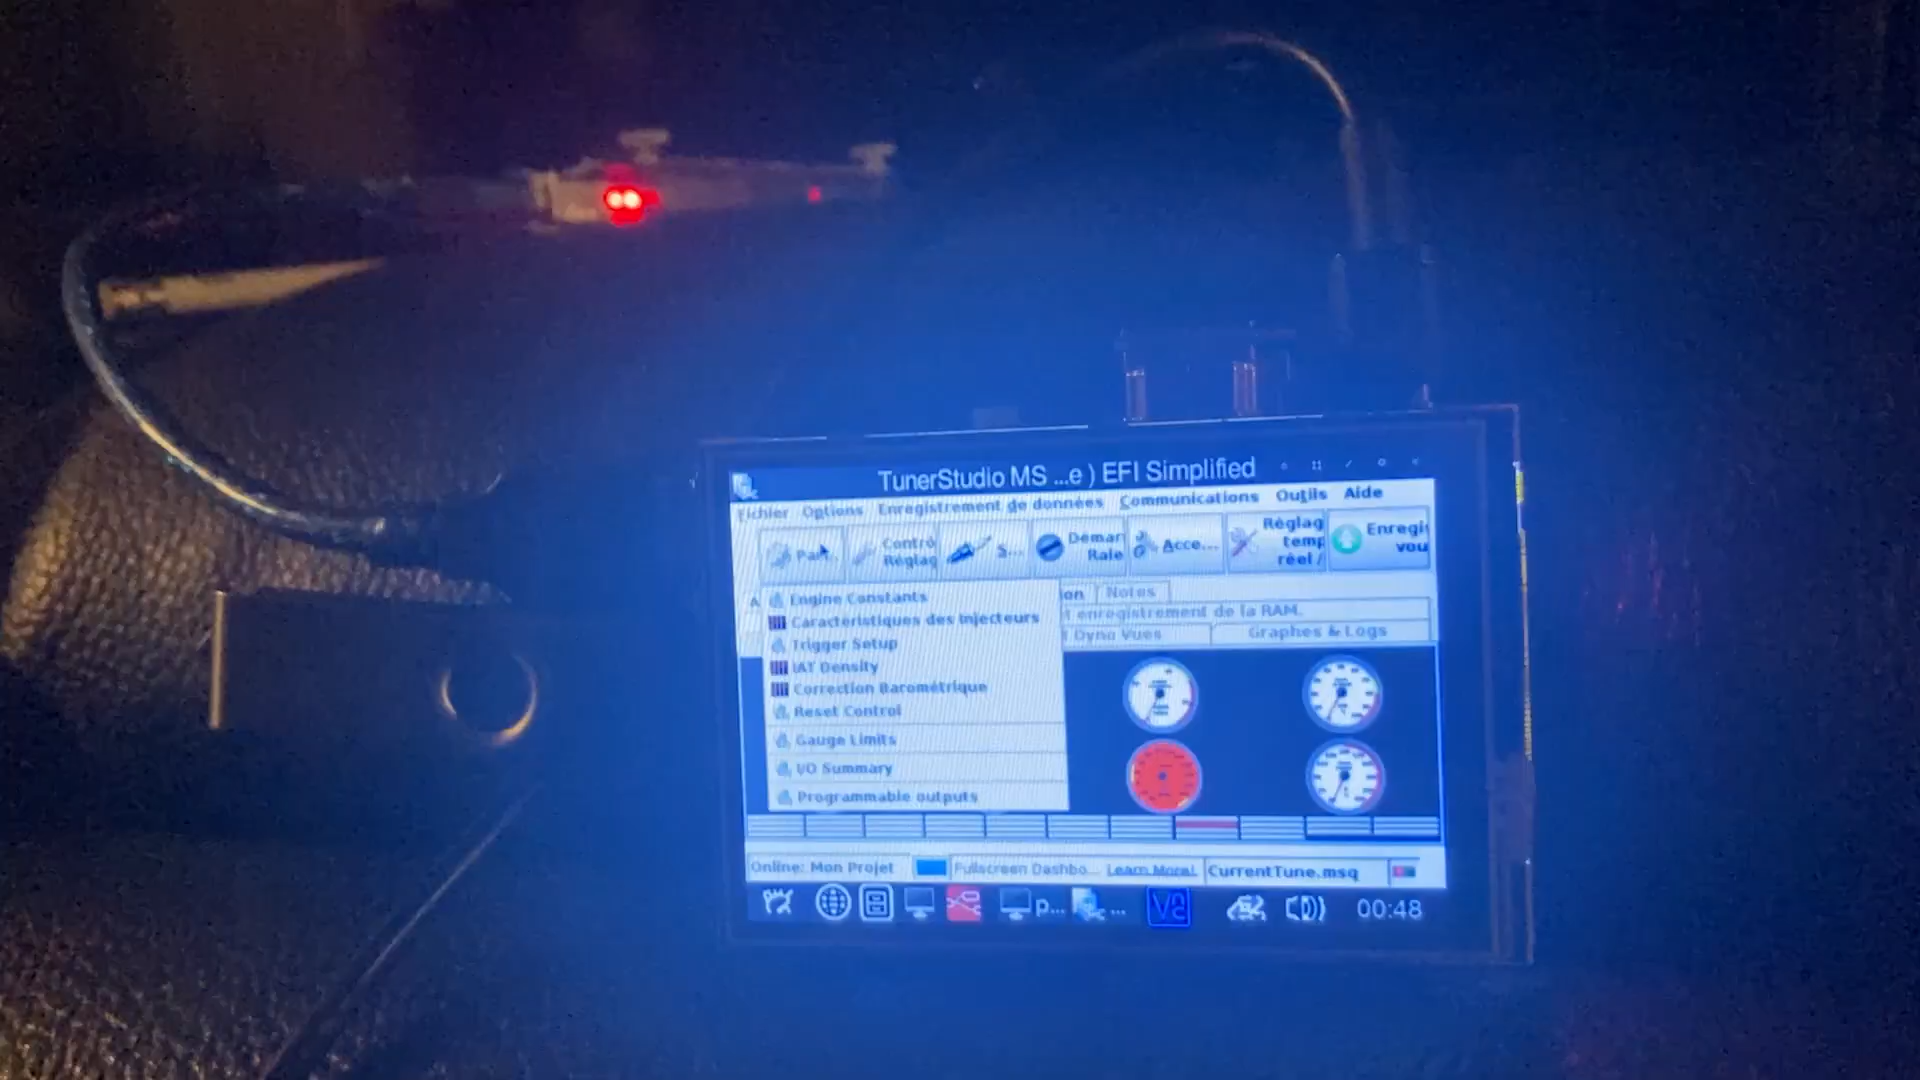 TunerStudio MS ...e ) EFI Simplified
Fichier Options Enregistrement de données Communications Outils Aide
Par... Contrô Réglag S... Démar Rale Acce... Réglag temp réel / Enregi vou
Engine Constants
Caractéristiques des Injecteurs
Trigger Setup
IAT Density
Correction Barométrique
Reset Control
Gauge Limits
I/O Summary
Programmable outputs
ion Notes
t enregistrement de la RAM.
t Dyno Vues Graphes & Logs
Online: Mon Projet Fullscreen Dashbo... Learn More! CurrentTune.msq
p... ... 00:48